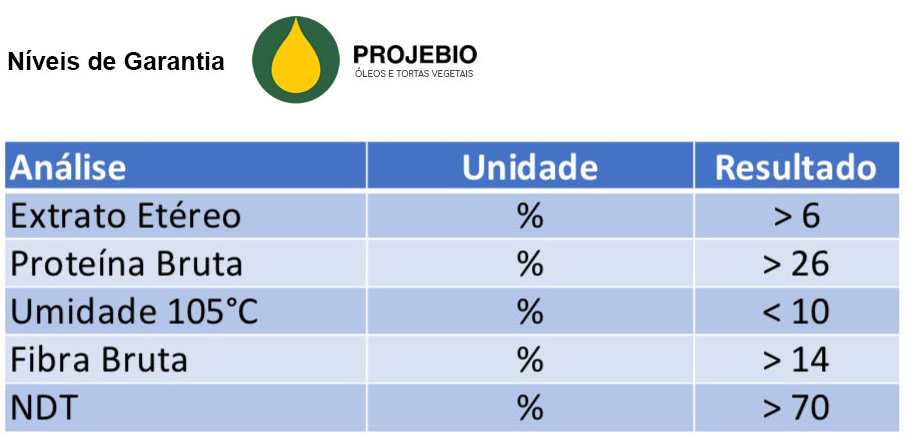 Níveis de Garantia
PROJEBIO
ÓLEOS E TORTAS VEGETAIS
Análise Unidade Resultado
Extrato Etéreo % > 6
Proteína Bruta % > 26
Umidade 105°C % < 10
Fibra Bruta % > 14
NDT % > 70